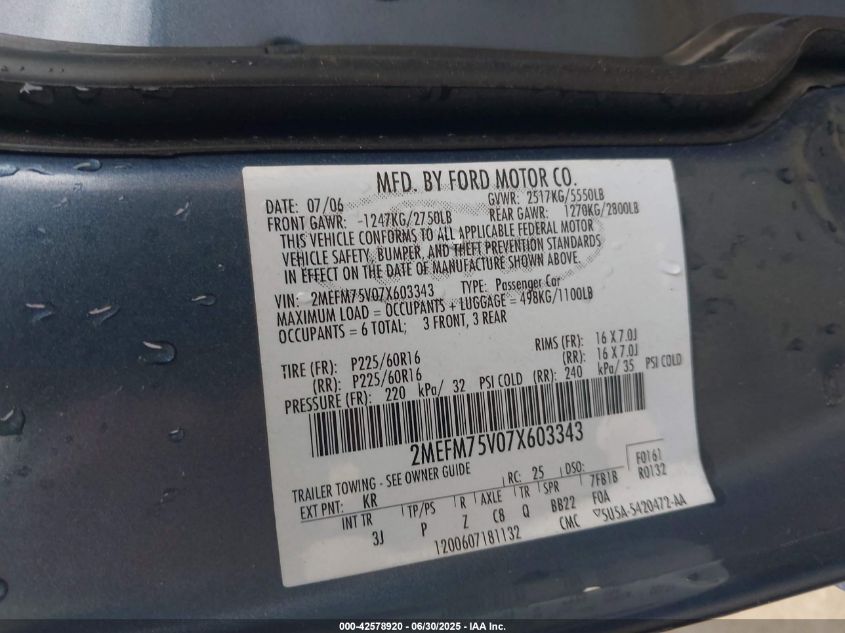 MFD. BY FORD MOTOR CO.
DATE: 07/06 GVWR: 2517KG/5550LB
FRONT GAWR: -1247KG/2750LB REAR GAWR: 1270KG/2800LB
THIS VEHICLE CONFORMS TO ALL APPLICABLE FEDERAL MOTOR
VEHICLE SAFETY, BUMPER, AND THEFT PREVENTION STANDARDS
IN EFFECT ON THE DATE OF MANUFACTURE SHOWN ABOVE.
VIN: 2MEFM75V07X603343 TYPE: Passenger Car
MAXIMUM LOAD = OCCUPANTS + LUGGAGE = 498KG/1100LB
OCCUPANTS = 6 TOTAL; 3 FRONT, 3 REAR
TIRE (FR): P225/60R16 RIMS (FR): 16 X 7.0J
(RR): P225/60R16 (RR): 16 X 7.0J
PRESSURE (FR): 220 kPa/ 32 PSI COLD (RR): 240 kPa/ 35 PSI COLD
2MEFM75V07X603343
TRAILER TOWING - SEE OWNER GUIDE
EXT PNT: KR RC: 25 DSO: F0161
INT TR TP/PS R AXLE TR SPR 7FB1B R0132
3J P Z C8 Q BB22 FOA
1200607181132 CMC 5U5A-5420472-AA
000-42578920 - 06/30/2025 - IAA Inc.